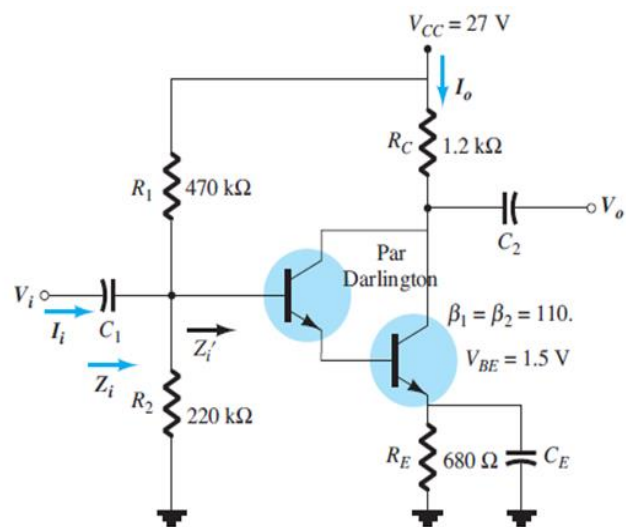 V_CC = 27 V
I_o
R_C 1.2 kΩ
R_1 470 kΩ
V_o
C_2
Par
Darlington
β_1 = β_2 = 110.
V_BE = 1.5 V
V_i
I_i
C_1
Z_i'
Z_i
R_2
220 kΩ
R_E 680 Ω C_E